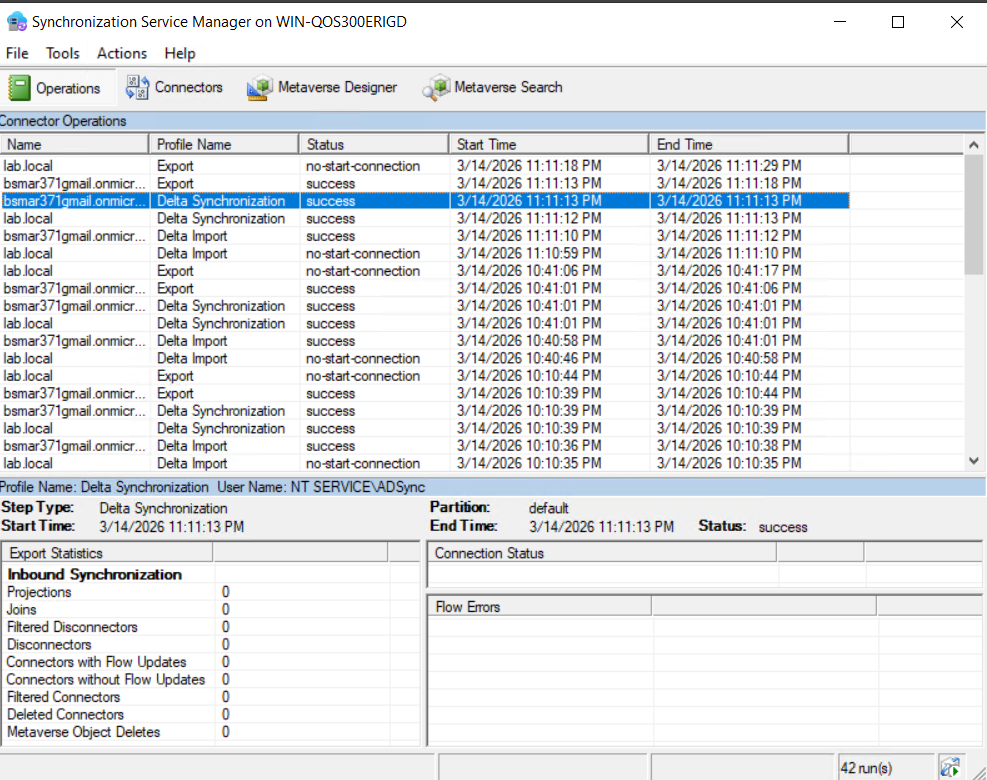 Synchronization Service Manager on WIN-QOS300ERIGD
File Tools Actions Help
Operations Connectors Metaverse Designer Metaverse Search
Connector Operations
Name Profile Name Status Start Time End Time
lab.local Export no-start-connection 3/14/2026 11:11:18 PM 3/14/2026 11:11:29 PM
bsmar371gmail.onmicr... Export success 3/14/2026 11:11:13 PM 3/14/2026 11:11:18 PM
bsmar371gmail.onmicr... Delta Synchronization success 3/14/2026 11:11:13 PM 3/14/2026 11:11:13 PM
lab.local Delta Synchronization success 3/14/2026 11:11:12 PM 3/14/2026 11:11:13 PM
bsmar371gmail.onmicr... Delta Import success 3/14/2026 11:11:10 PM 3/14/2026 11:11:12 PM
lab.local Delta Import no-start-connection 3/14/2026 11:10:59 PM 3/14/2026 11:11:10 PM
lab.local Export no-start-connection 3/14/2026 10:41:06 PM 3/14/2026 10:41:17 PM
bsmar371gmail.onmicr... Export success 3/14/2026 10:41:01 PM 3/14/2026 10:41:06 PM
bsmar371gmail.onmicr... Delta Synchronization success 3/14/2026 10:41:01 PM 3/14/2026 10:41:01 PM
lab.local Delta Synchronization success 3/14/2026 10:41:01 PM 3/14/2026 10:41:01 PM
bsmar371gmail.onmicr... Delta Import success 3/14/2026 10:40:58 PM 3/14/2026 10:41:01 PM
lab.local Delta Import no-start-connection 3/14/2026 10:40:46 PM 3/14/2026 10:40:58 PM
lab.local Export no-start-connection 3/14/2026 10:10:44 PM 3/14/2026 10:10:44 PM
bsmar371gmail.onmicr... Export success 3/14/2026 10:10:39 PM 3/14/2026 10:10:44 PM
bsmar371gmail.onmicr... Delta Synchronization success 3/14/2026 10:10:39 PM 3/14/2026 10:10:39 PM
lab.local Delta Synchronization success 3/14/2026 10:10:39 PM 3/14/2026 10:10:39 PM
bsmar371gmail.onmicr... Delta Import success 3/14/2026 10:10:36 PM 3/14/2026 10:10:38 PM
lab.local Delta Import no-start-connection 3/14/2026 10:10:35 PM 3/14/2026 10:10:35 PM
Profile Name: Delta Synchronization User Name: NT SERVICE\ADSync
Step Type: Delta Synchronization Partition: default
Start Time: 3/14/2026 11:11:13 PM End Time: 3/14/2026 11:11:13 PM Status: success
Export Statistics
Inbound Synchronization
Projections 0
Joins 0
Filtered Disconnectors 0
Disconnectors 0
Connectors with Flow Updates 0
Connectors without Flow Updates 0
Filtered Connectors 0
Deleted Connectors 0
Metaverse Object Deletes 0
Connection Status
Flow Errors
42 run(s)